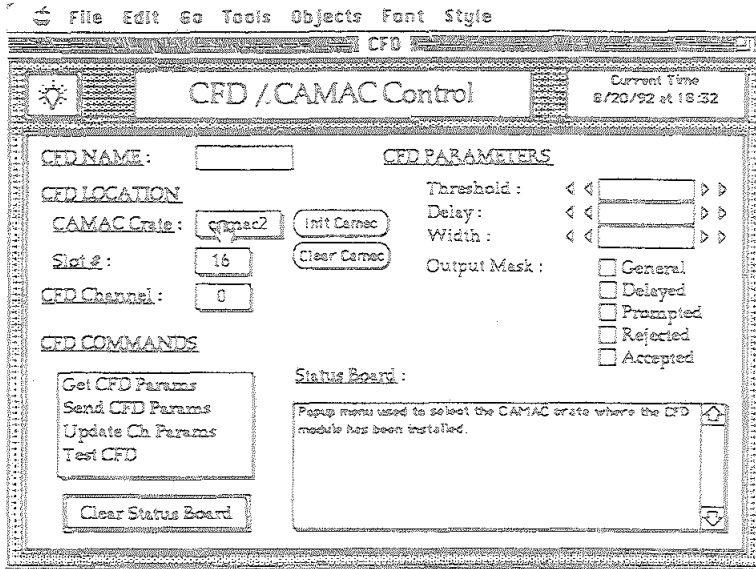 File Edit Go Tools Objects Font Style
CFD
CFD / CAMAC Control
Current Time
8/20/92 at 18:32
CFD NAME :
CFD LOCATION
CAMAC Crate : camac2 Init Camac
Slot # : 16 Clear Camac
CFD Channel : 0
CFD PARAMETERS
Threshold :
Delay :
Width :
Output Mask : General
Delayed
Prompted
Rejected
Accepted
CFD COMMANDS
Get CFD Params
Send CFD Params
Update Ch Params
Test CFD
Clear Status Board
Status Board :
Popup menu used to select the CAMAC crate where the CFD
module has been installed.